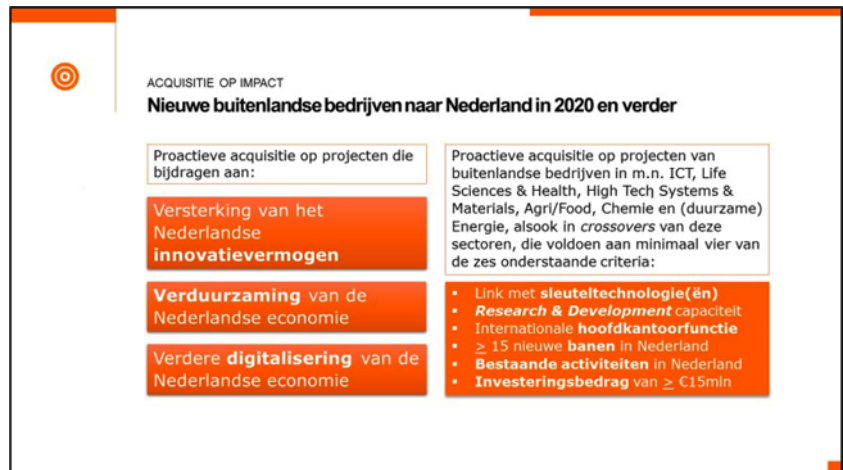 ACQUISITIE OP IMPACT
Nieuwe buitenlandse bedrijven naar Nederland in 2020 en verder
Proactieve acquisitie op projecten die
bijdragen aan:
Versterking van het
Nederlandse
innovatievermogen
Verduurzaming van de
Nederlandse economie
Verdere digitalisering van de
Nederlandse economie
Proactieve acquisitie op projecten van
buitenlandse bedrijven in m.n. ICT, Life
Sciences & Health, High Tech Systems &
Materials, Agri/Food, Chemie en (duurzame)
Energie, alsook in crossovers van deze
sectoren, die voldoen aan minimaal vier van
de zes onderstaande criteria:
▪ Link met sleuteltechnologie(ën)
▪ Research & Development capaciteit
▪ Internationale hoofdkantoorfunctie
▪ ≥ 15 nieuwe banen in Nederland
▪ Bestaande activiteiten in Nederland
▪ Investeringsbedrag van ≥ €15mln